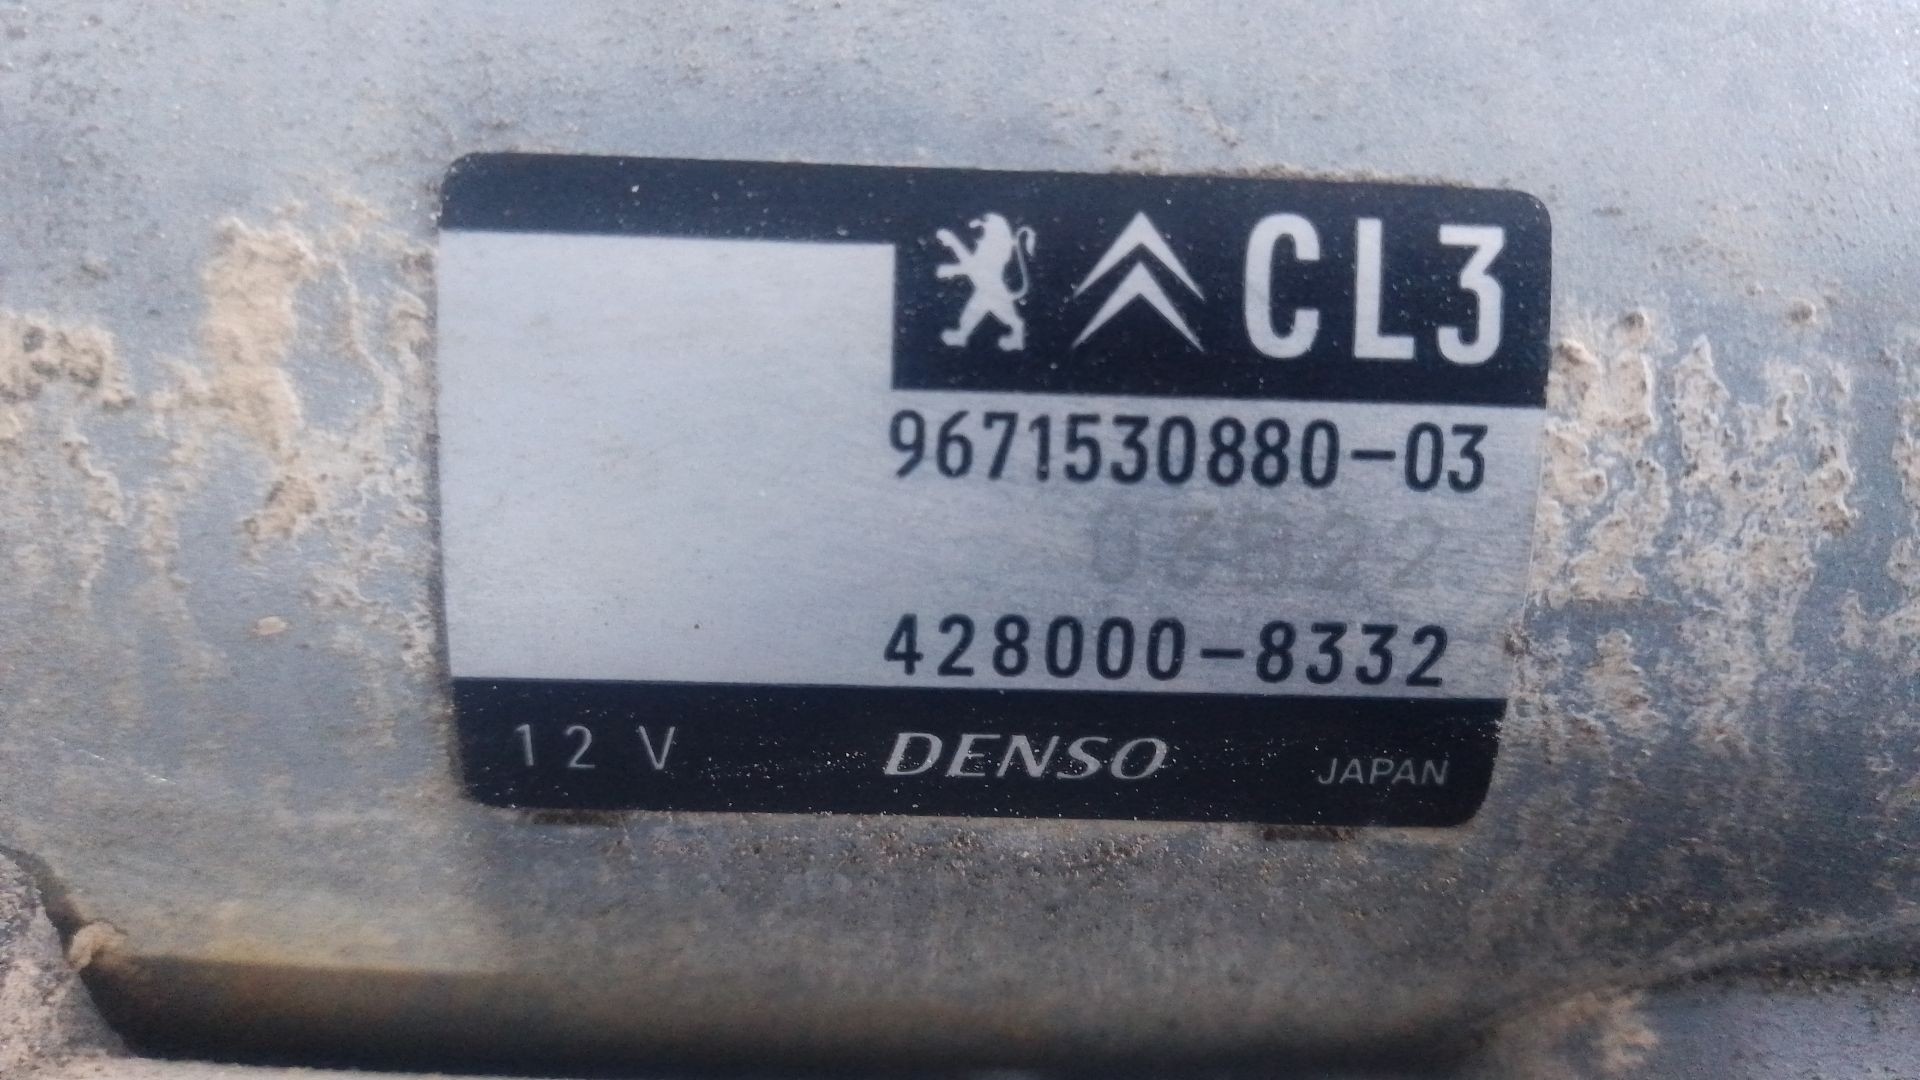 CL3
9671530880-03
428000-8332
12 V DENSO JAPAN